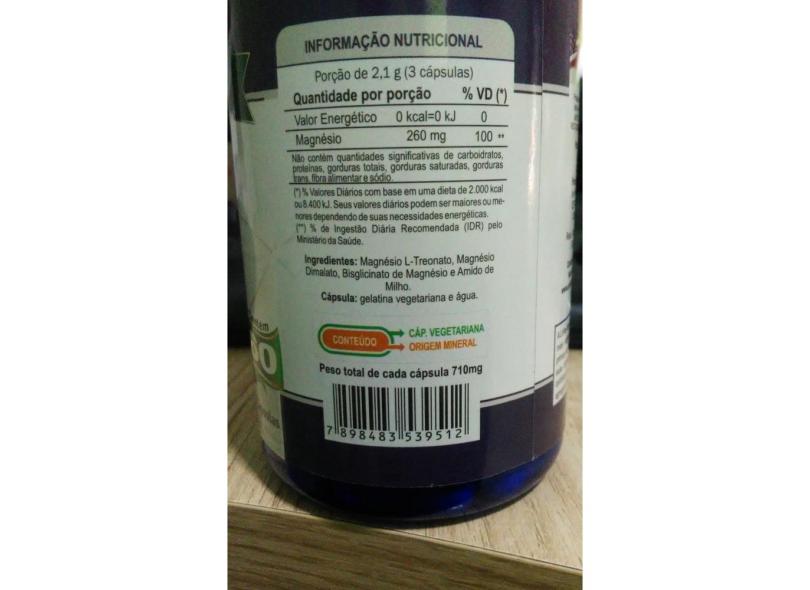 INFORMAÇÃO NUTRICIONAL
Porção de 2,1 g (3 cápsulas)
Quantidade por porção % VD (*)
Valor Energético 0 kcal=0 kJ 0
Magnésio 260 mg 100 **
Não contém quantidades significativas de carboidratos,
proteínas, gorduras totais, gorduras saturadas, gorduras
trans, fibra alimentar e sódio.
(*) % Valores Diários com base em uma dieta de 2.000 kcal
ou 8.400 kJ. Seus valores diários podem ser maiores ou me-
nores dependendo de suas necessidades energéticas.
(**) % de Ingestão Diária Recomendada (IDR) pelo
Ministério da Saúde.
Ingredientes: Magnésio L-Treonato, Magnésio
Dimalato, Bisglicinato de Magnésio e Amido de
Milho.
Cápsula: gelatina vegetariana e água.
CONTEÚDO
CÁP. VEGETARIANA
ORIGEM MINERAL
Peso total de cada cápsula 710mg
7 898483 539512